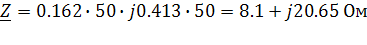 Z = 0.162· 50 · j0.413 · 50 = 8.1 + j20.65 Ом